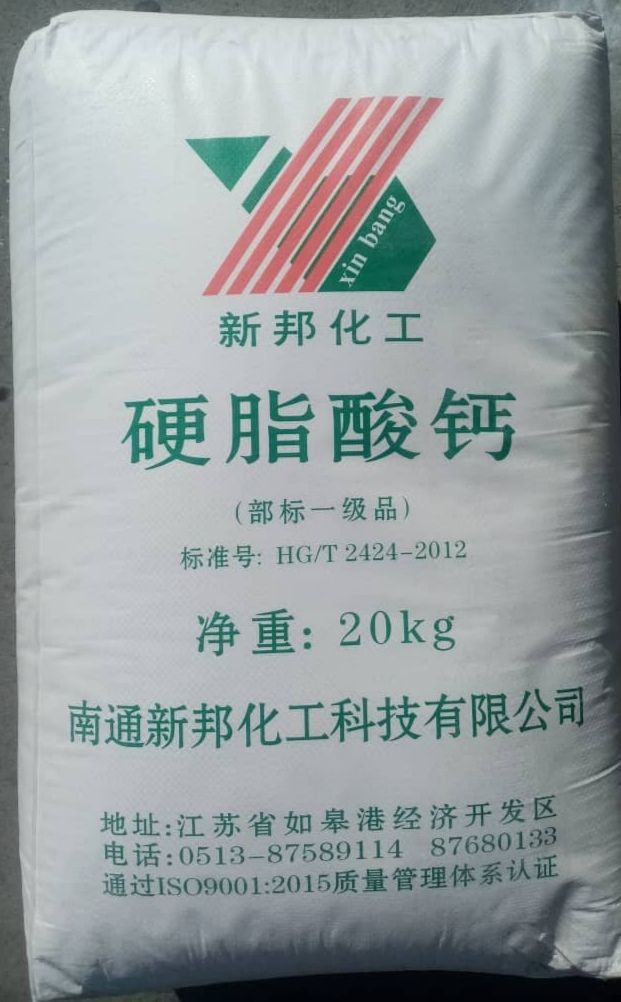 xin bang
新邦化工
硬脂酸钙
(部标一级品)
标准号: HG/T 2424-2012
净重: 20kg
南通新邦化工科技有限公司
地址:江苏省如皋港经济开发区
电话:0513-87589114 87680133
通过ISO9001:2015质量管理体系认证